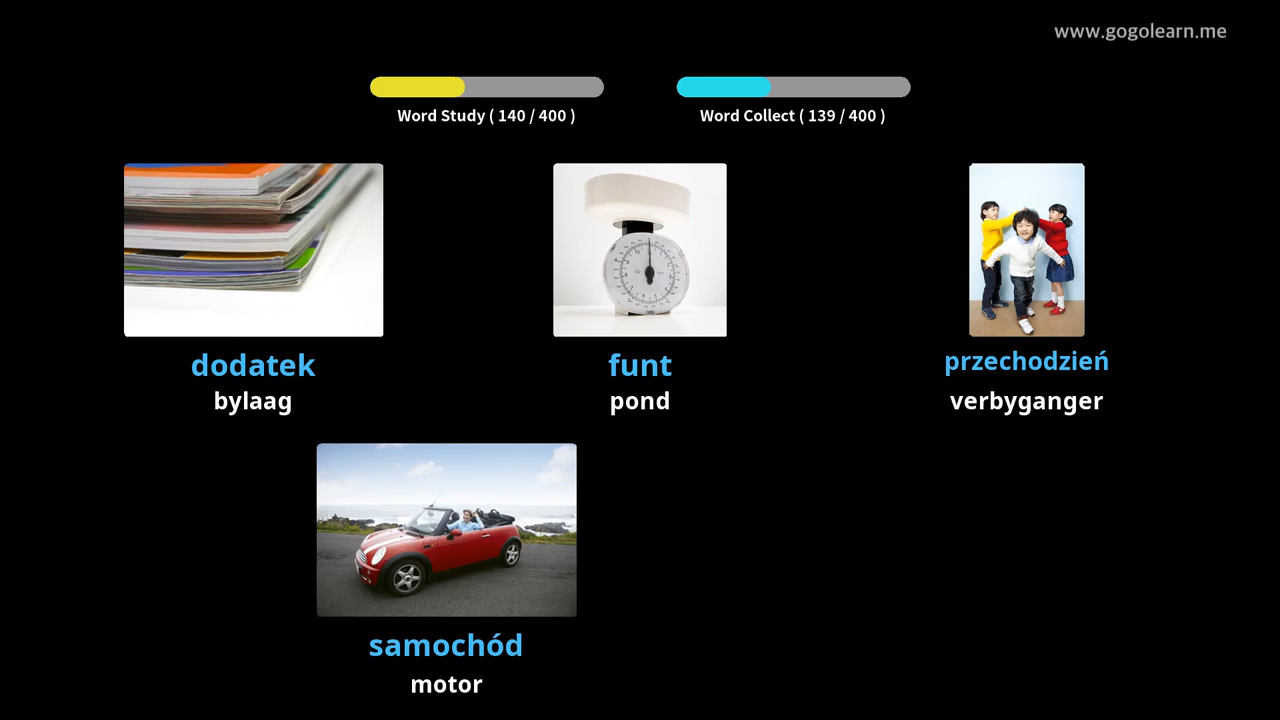 www.gogolearn.me
Word Study ( 140 / 400 )
Word Collect ( 139 / 400 )
dodatek
bylaag
funt
pond
przechodzień
verbyganger
samochód
motor